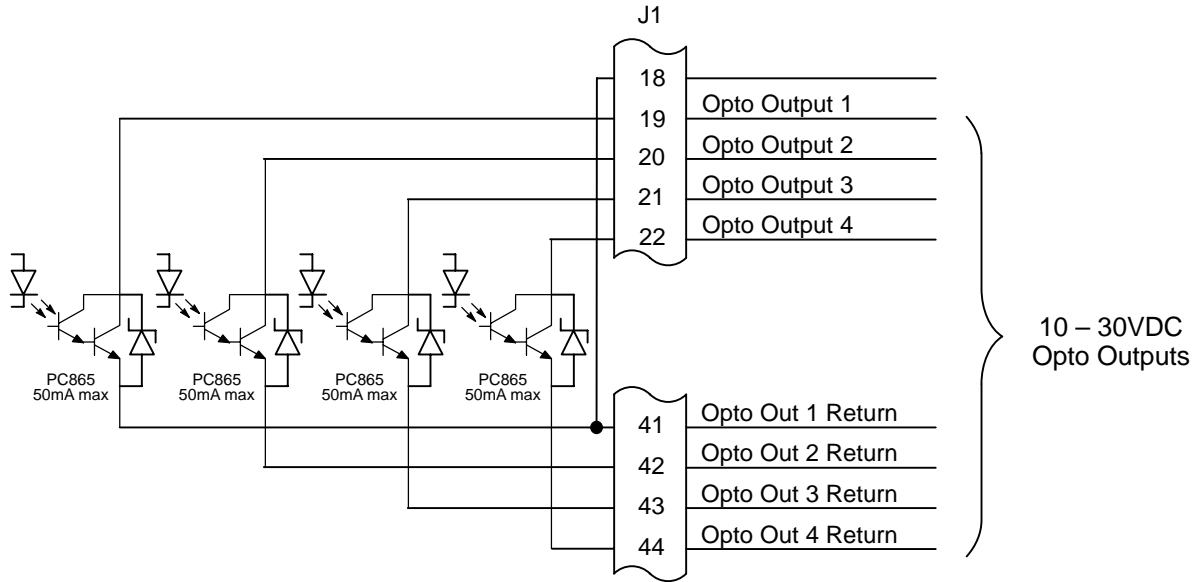 J1
18
19 Opto Output 1
20 Opto Output 2
21 Opto Output 3
22 Opto Output 4
PC865
50mA max
PC865
50mA max
PC865
50mA max
PC865
50mA max
10 – 30VDC
Opto Outputs
41 Opto Out 1 Return
42 Opto Out 2 Return
43 Opto Out 3 Return
44 Opto Out 4 Return